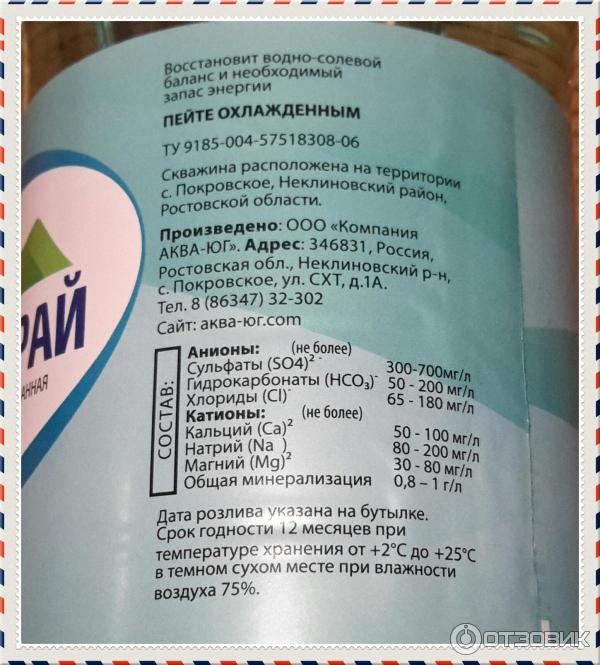 Восстановит водно-солевой
баланс и необходимый
запас энергии
ПЕЙТЕ ОХЛАЖДЕННЫМ
ТУ 9185-004-57518308-06
Скважина расположена на территории
с. Покровское, Неклиновский район,
Ростовской области.
Произведено: ООО «Компания
АКВА-ЮГ». Адрес: 346831, Россия,
Ростовская обл., Неклиновский р-н,
с. Покровское, ул. СХТ, д.1А.
Тел. 8 (86347) 32-302
Сайт: аква-юг.com
СОСТАВ:
Анионы: (не более)
Сульфаты (SO4)²⁻ 300-700мг/л
Гидрокарбонаты (HCO₃)⁻ 50 - 200 мг/л
Хлориды (Cl)⁻ 65 - 180 мг/л
Катионы: (не более)
Кальций (Ca)² 50 - 100 мг/л
Натрий (Na ) 80 - 200 мг/л
Магний (Mg)² 30 - 80 мг/л
Общая минерализация 0,8 – 1 г/л
Дата розлива указана на бутылке.
Срок годности 12 месяцев при
температуре хранения от +2°C до +25°C
в темном сухом месте при влажности
воздуха 75%.
РАЙ
АННАЯ
ОТЗОВИК